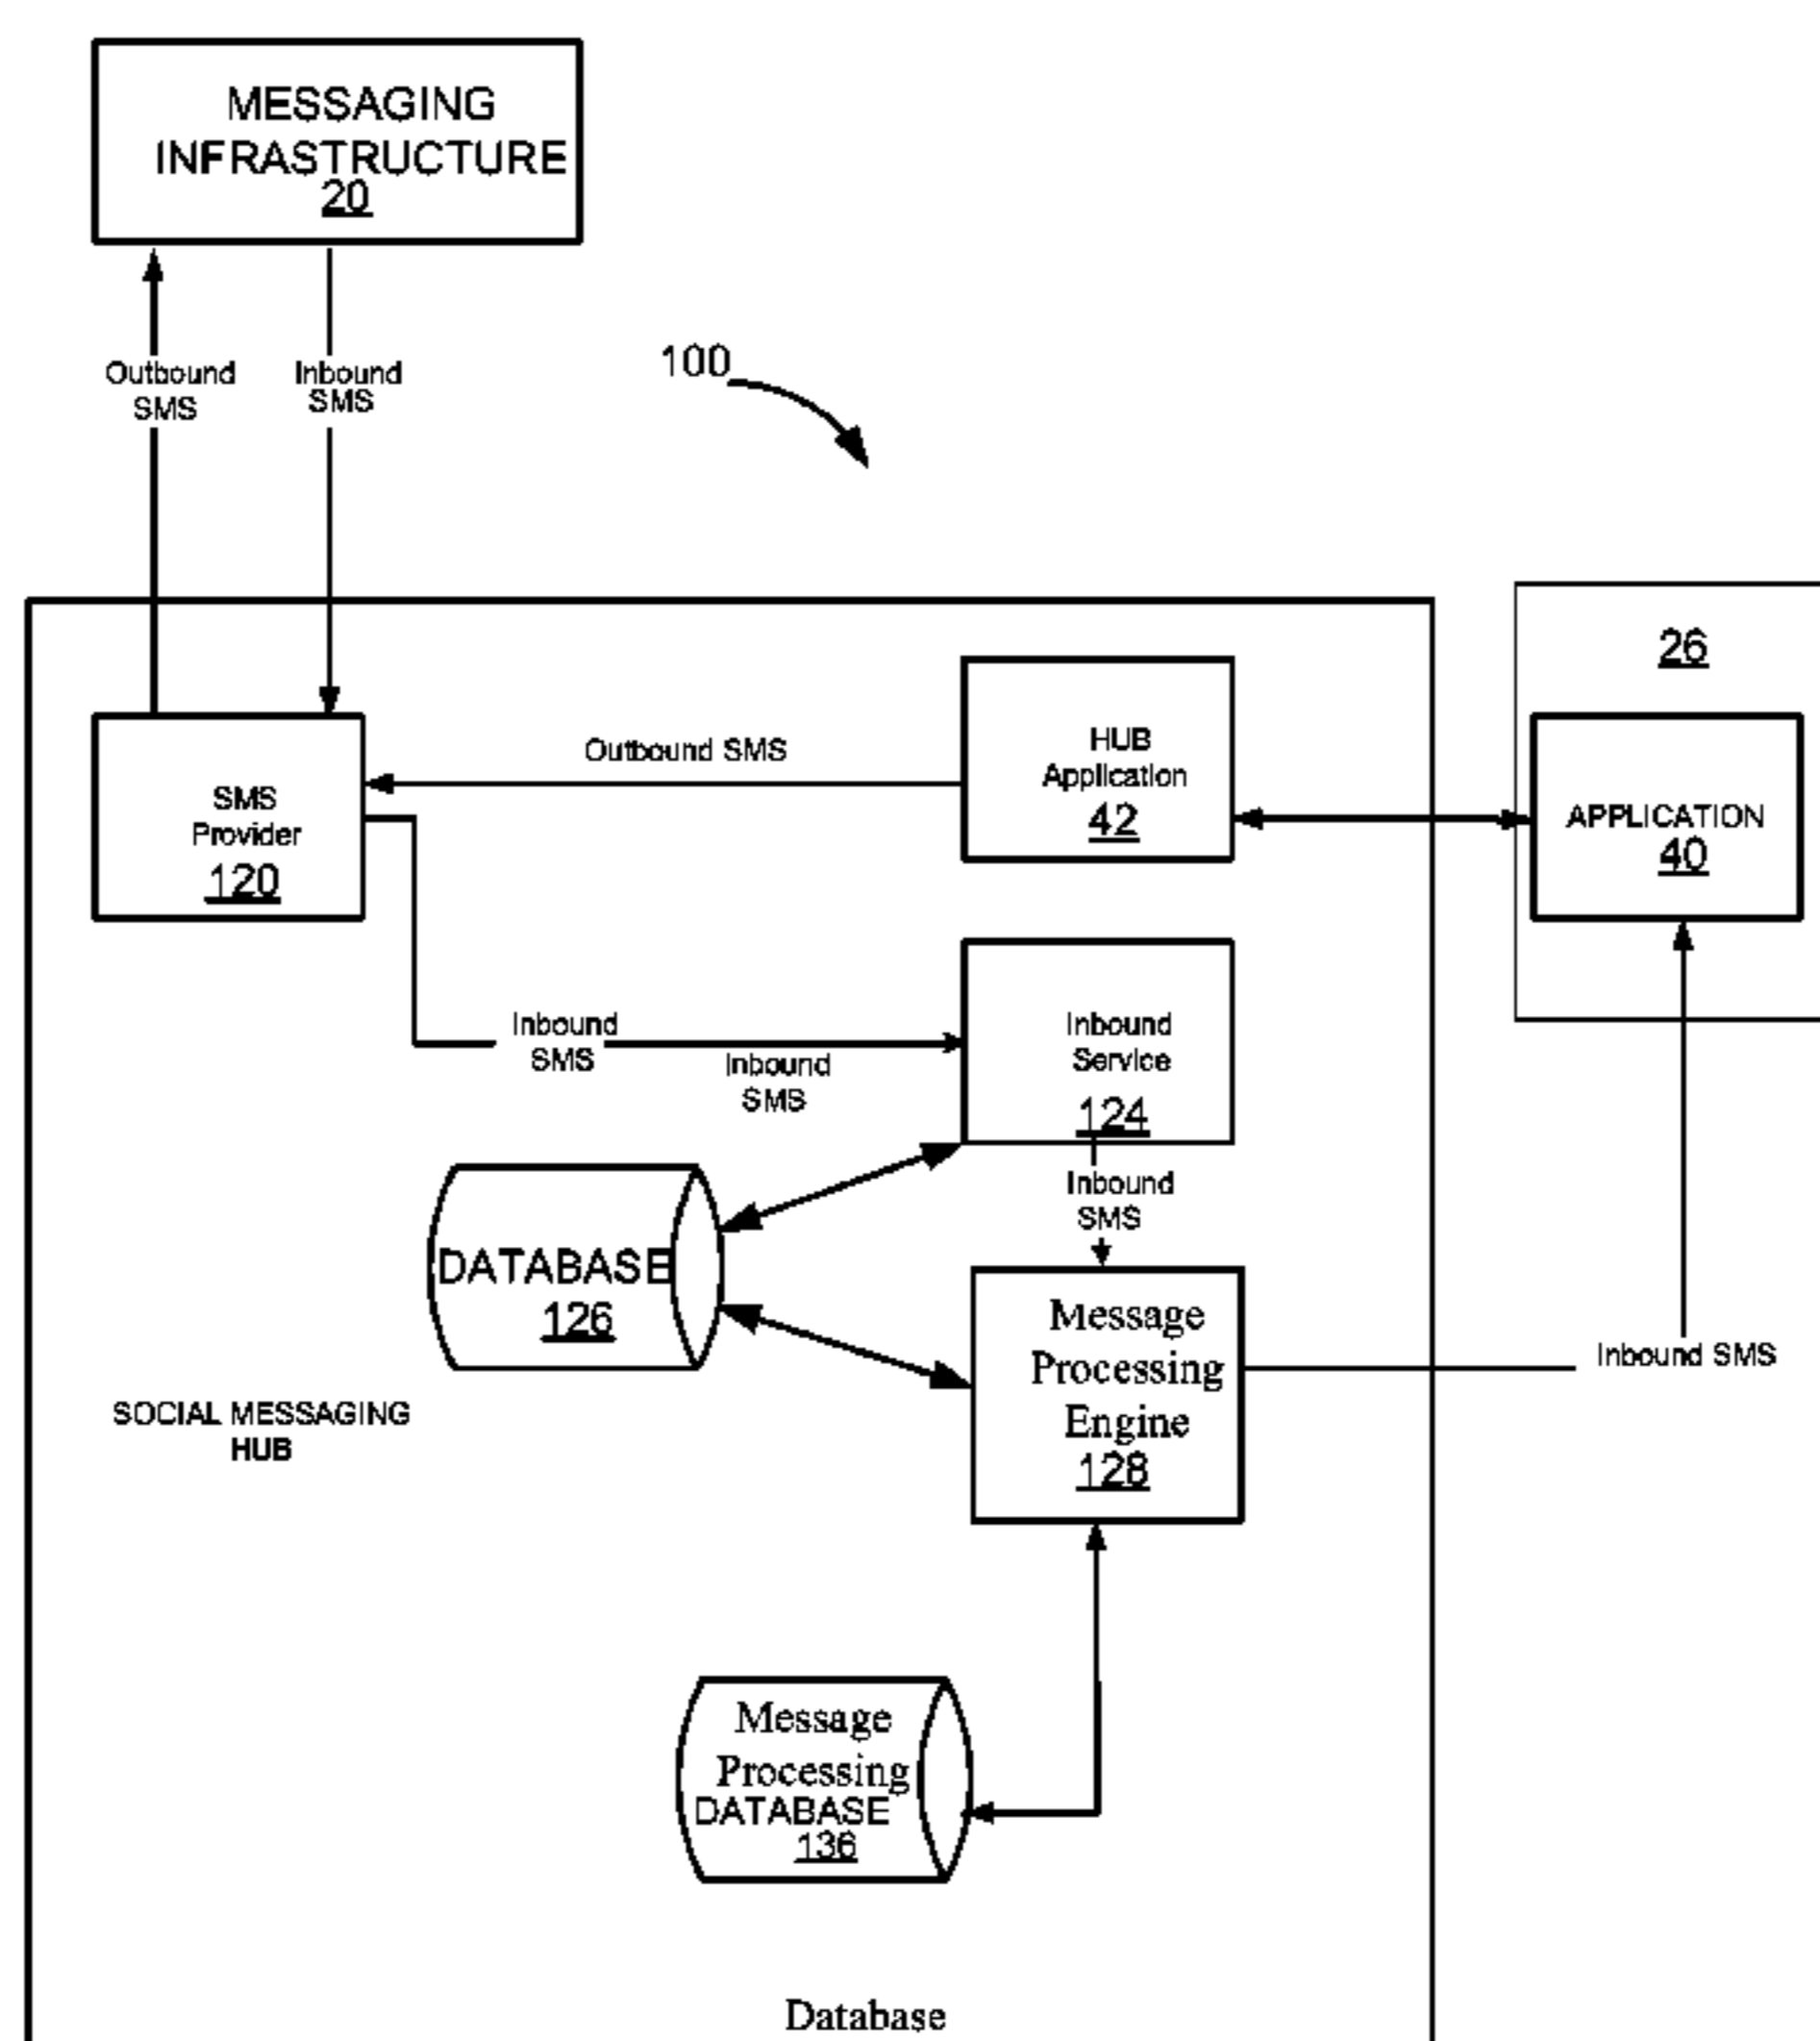 MESSAGING
INFRASTRUCTURE
20
Outbound
SMS
Inbound
SMS
100
26
HUB
Application
42
Outbound SMS
SMS
Provider
120
APPLICATION
40
Inbound
SMS
Inbound
SMS
Inbound
Service
124
Inbound
SMS
DATABASE
126
Message
Processing
Engine
128
Inbound SMS
SOCIAL MESSAGING
HUB
Message
Processing
DATABASE
136
Database